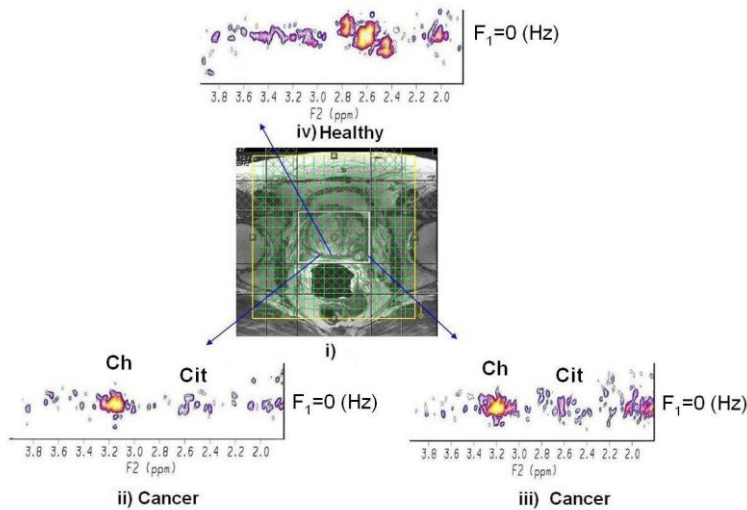 F₁=0 (Hz)
3.8 3.6 3.4 3.2 3.0 2.8 2.6 2.4 2.2 2.0
F2 (ppm)
iv) Healthy
i)
Ch
Cit
F₁=0 (Hz)
3.8 3.6 3.4 3.2 3.0 2.8 2.6 2.4 2.2 2.0
F2 (ppm)
ii) Cancer
Ch
Cit
F₁=0 (Hz)
3.8 3.6 3.4 3.2 3.0 2.8 2.6 2.4 2.2 2.0
F2 (ppm)
iii) Cancer